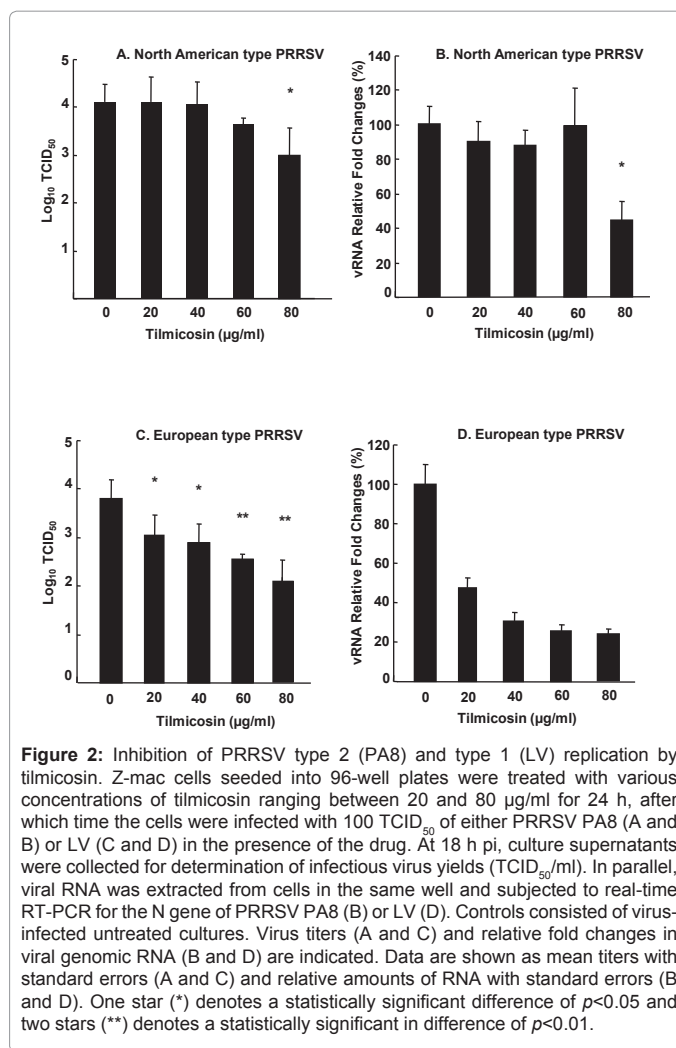 A. North American type PRRSV
5
4
3
2
1
0
Log10 TCID50
*
0 20 40 60 80
Tilmicosin (µg/ml)
B. North American type PRRSV
140
120
100
80
60
40
20
0
vRNA Relative Fold Changes (%)
*
0 20 40 60 80
Tilmicosin (µg/ml)
C. European type PRRSV
5
4
3
2
1
0
Log10 TCID50
* * ** **
0 20 40 60 80
Tilmicosin (µg/ml)
D. European type PRRSV
120
100
80
60
40
20
0
vRNA Relative Fold Changes (%)
0 20 40 60 80
Tilmicosin (µg/ml)
Figure 2: Inhibition of PRRSV type 2 (PA8) and type 1 (LV) replication by
tilmicosin. Z-mac cells seeded into 96-well plates were treated with various
concentrations of tilmicosin ranging between 20 and 80 µg/ml for 24 h, after
which time the cells were infected with 100 TCID50 of either PRRSV PA8 (A and
B) or LV (C and D) in the presence of the drug. At 18 h pi, culture supernatants
were collected for determination of infectious virus yields (TCID50/ml). In parallel,
viral RNA was extracted from cells in the same well and subjected to real-time
RT-PCR for the N gene of PRRSV PA8 (B) or LV (D). Controls consisted of virus-
infected untreated cultures. Virus titers (A and C) and relative fold changes in
viral genomic RNA (B and D) are indicated. Data are shown as mean titers with
standard errors (A and C) and relative amounts of RNA with standard errors (B
and D). One star (*) denotes a statistically significant difference of p<0.05 and
two stars (**) denotes a statistically significant in difference of p<0.01.